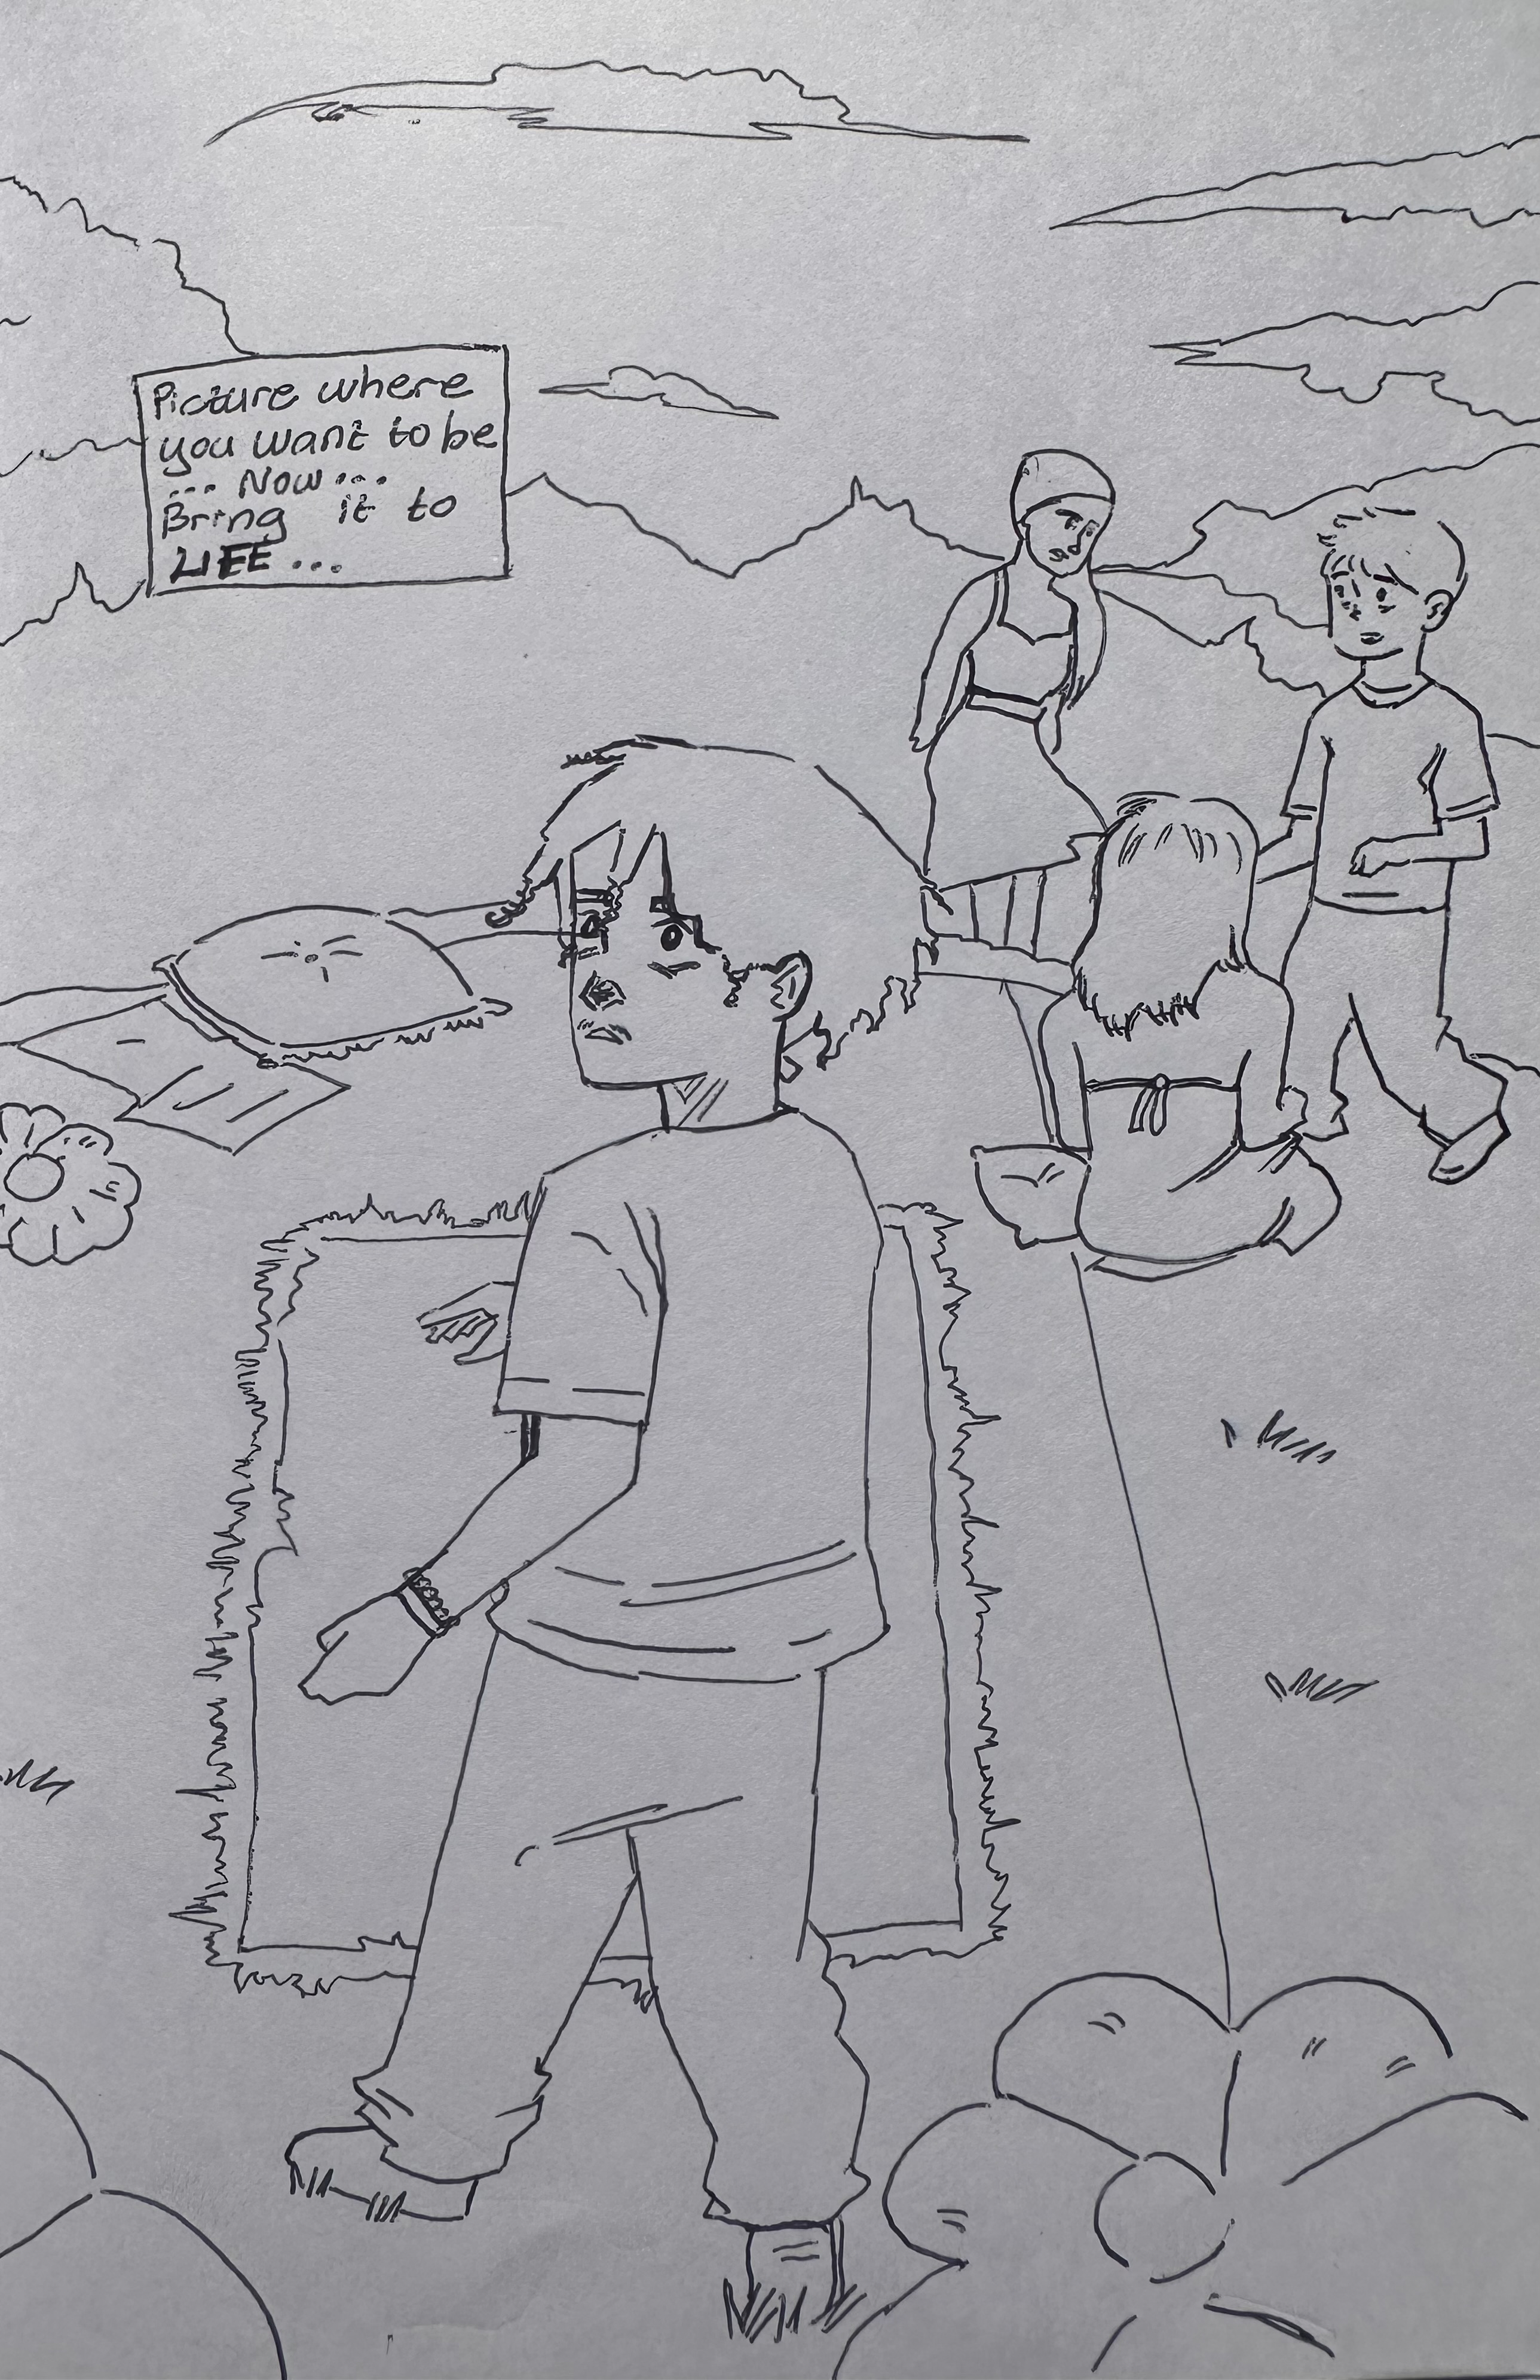 Picture where
you want to be
... Now ...
Bring it to
LIFE ...